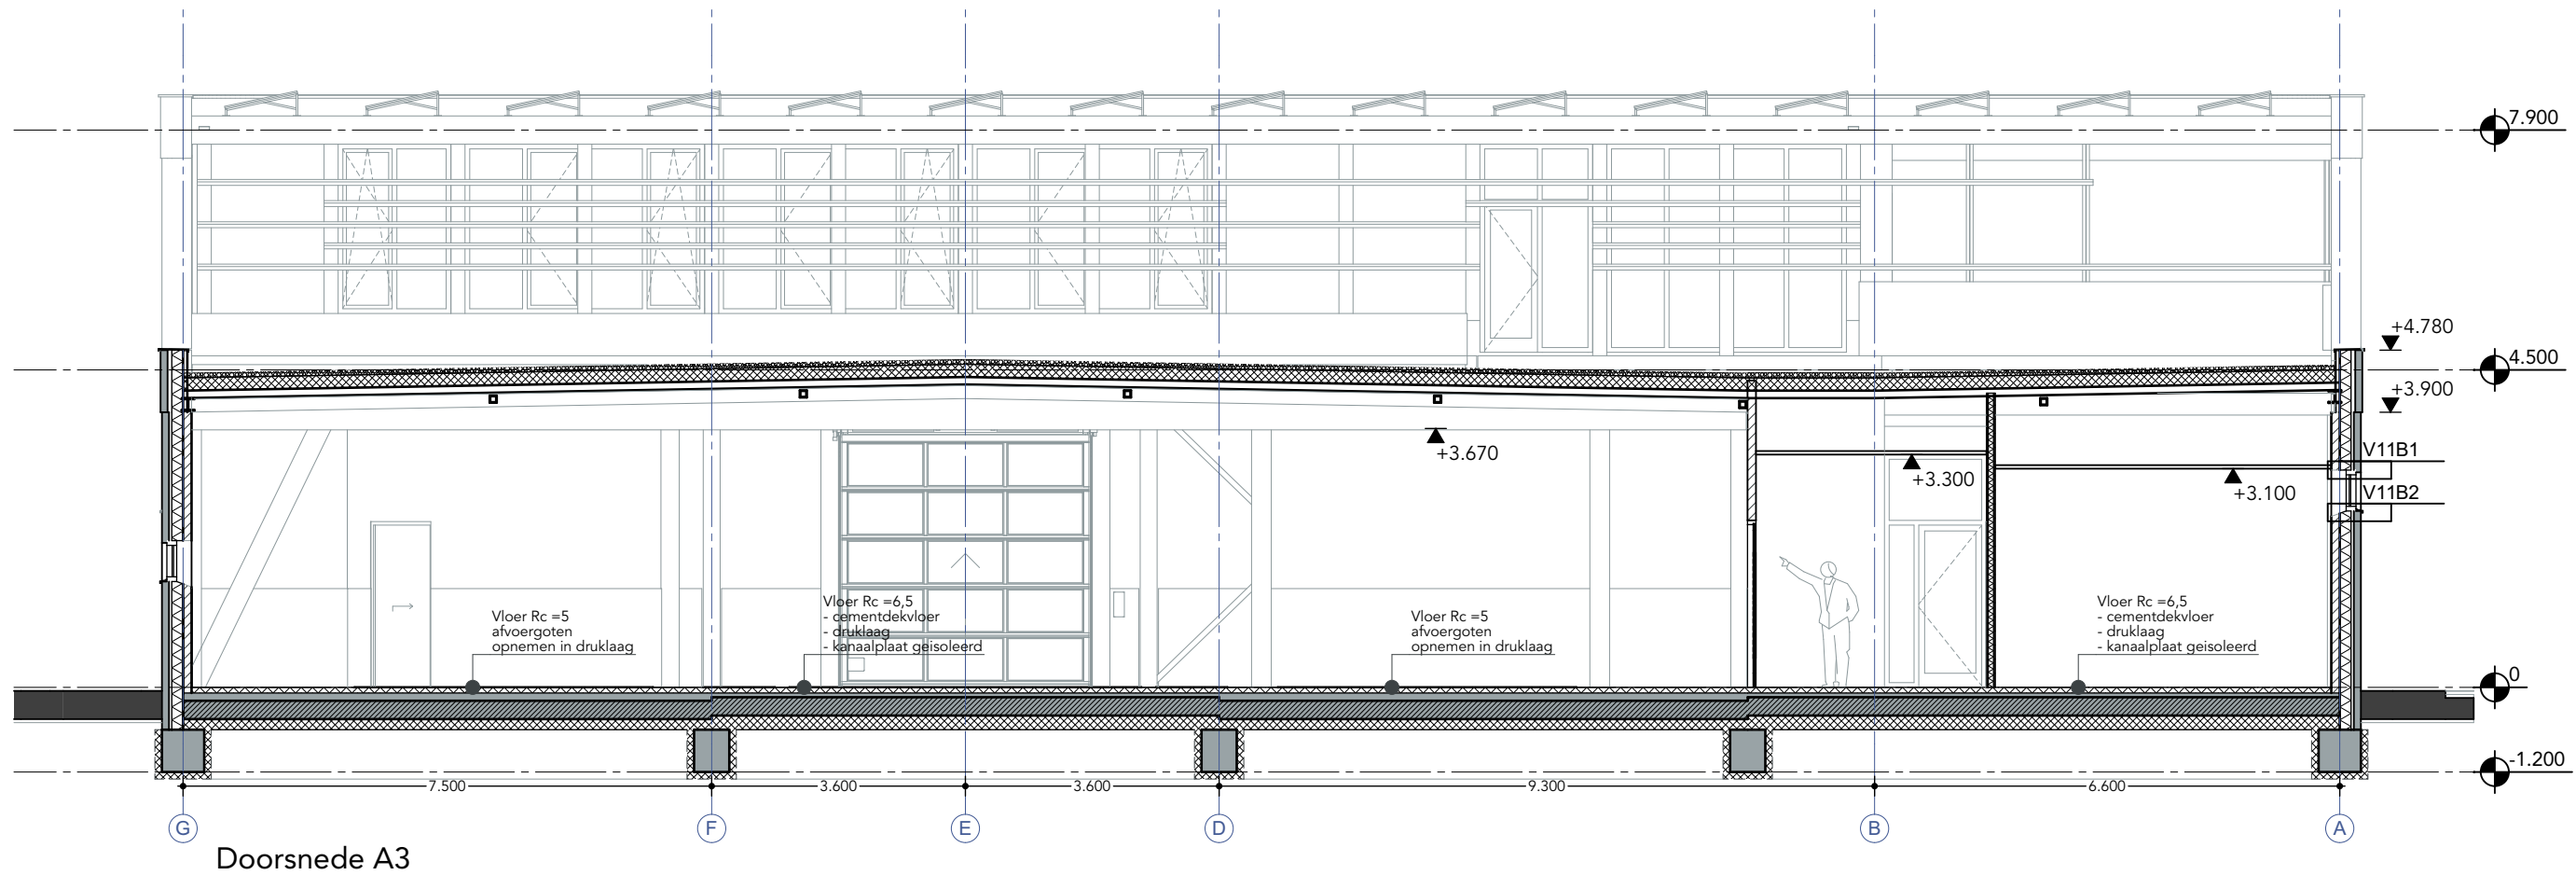 7.900
+4.780
4.500
+3.900
+3.670
V11B1
+3.300
+3.100
V11B2
Vloer Rc =5
afvoergoten
opnemen in druklaag
Vloer Rc =6,5
- cementdekvloer
- druklaag
- kanaalplaat geisoleerd
Vloer Rc =5
afvoergoten
opnemen in druklaag
Vloer Rc =6,5
- cementdekvloer
- druklaag
- kanaalplaat geisoleerd
0
-1.200
7.500
3.600
3.600
9.300
6.600
G
F
E
D
B
A
Doorsnede A3